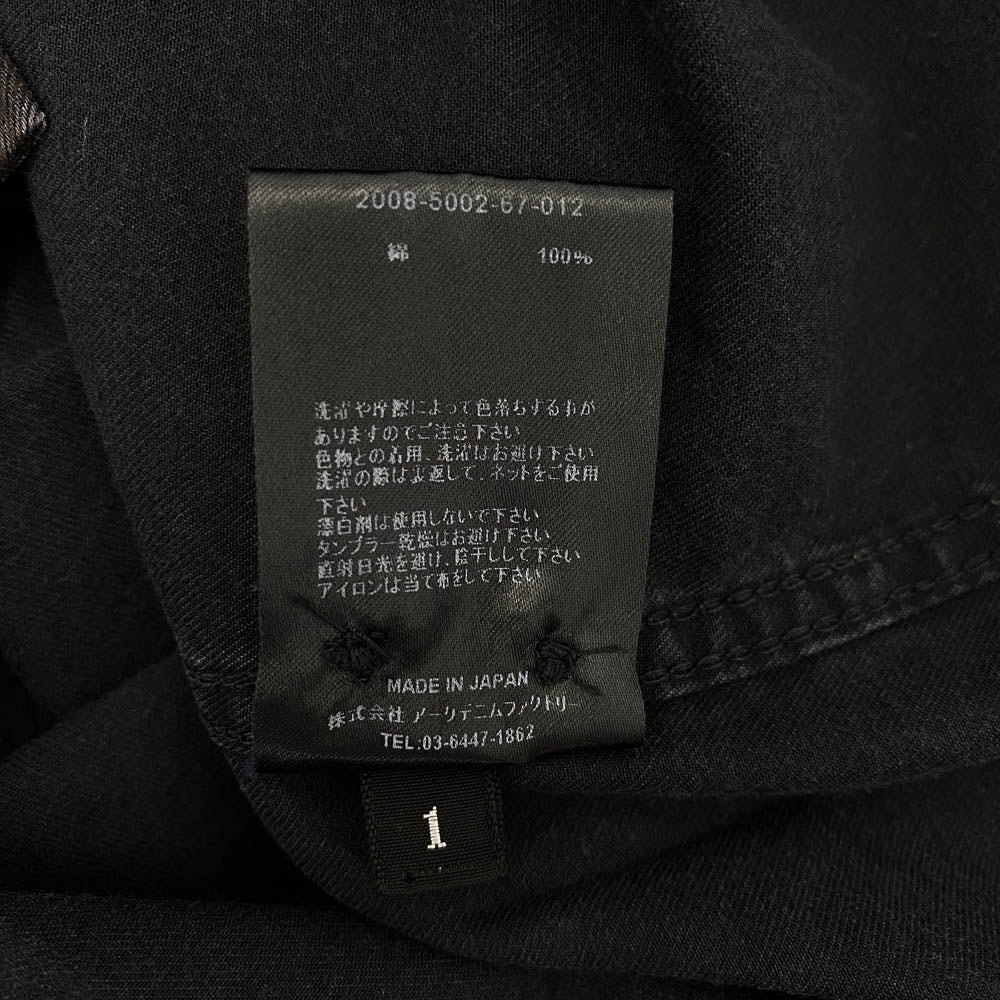 2008-5002-67-012
綿 100%
洗濯や摩擦によって色落ちする事が
ありますのでご注意下さい
色物との着用、洗濯はお避け下さい
洗濯の際は裏返して、ネットをご使用
下さい
漂白剤は使用しないで下さい
タンブラー乾燥はお避け下さい
直射日光を避け、陰干しして下さい
アイロンは当て布をして下さい
MADE IN JAPAN
株式会社 アークデニムファクトリー
TEL:03-6447-1862
1